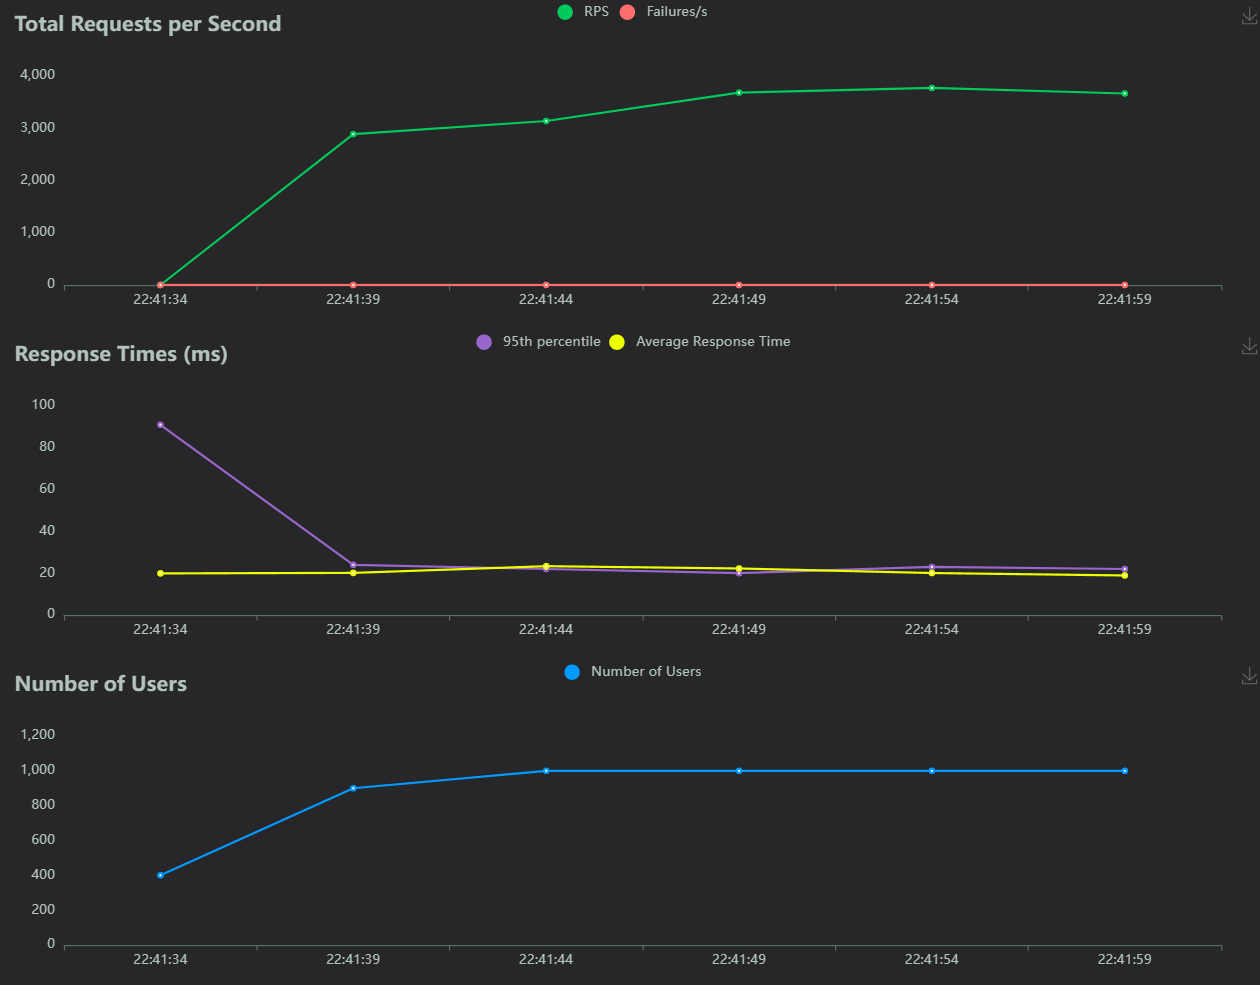 RPS Failures/s
Total Requests per Second
4,000
3,000
2,000
1,000
0
22:41:34 22:41:39 22:41:44 22:41:49 22:41:54 22:41:59
95th percentile Average Response Time
Response Times (ms)
100
80
60
40
20
0
22:41:34 22:41:39 22:41:44 22:41:49 22:41:54 22:41:59
Number of Users
Number of Users
1,200
1,000
800
600
400
200
0
22:41:34 22:41:39 22:41:44 22:41:49 22:41:54 22:41:59